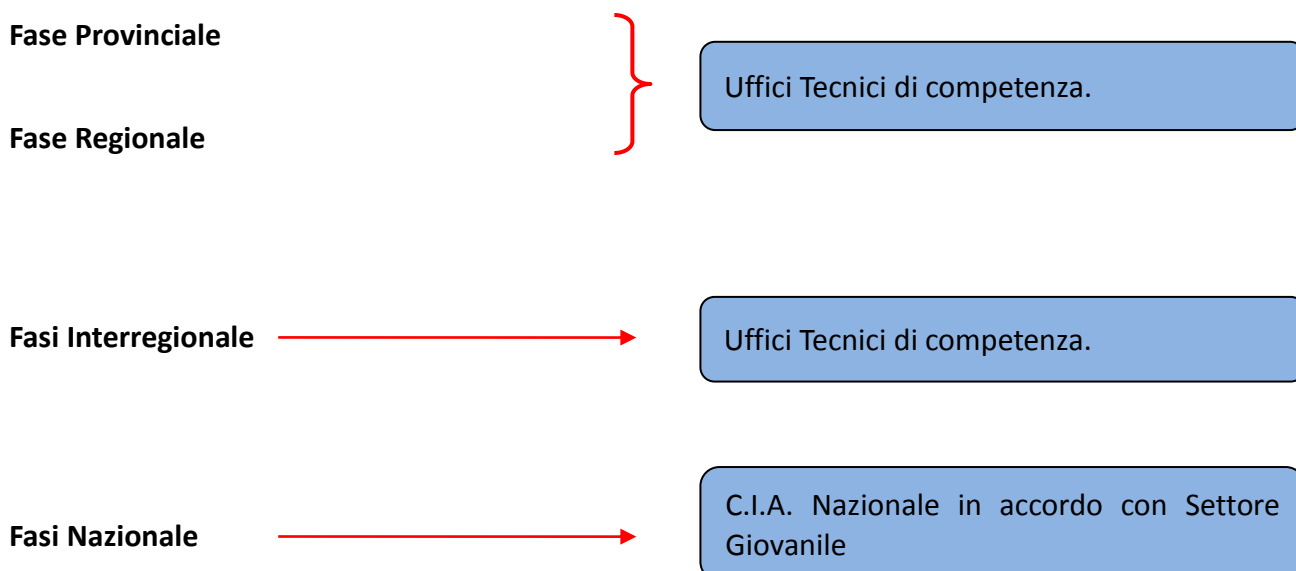 Fase Provinciale
Uffici Tecnici di competenza.
Fase Regionale
Fasi Interregionale
Uffici Tecnici di competenza.
Fasi Nazionale
C.I.A. Nazionale in accordo con Settore
Giovanile